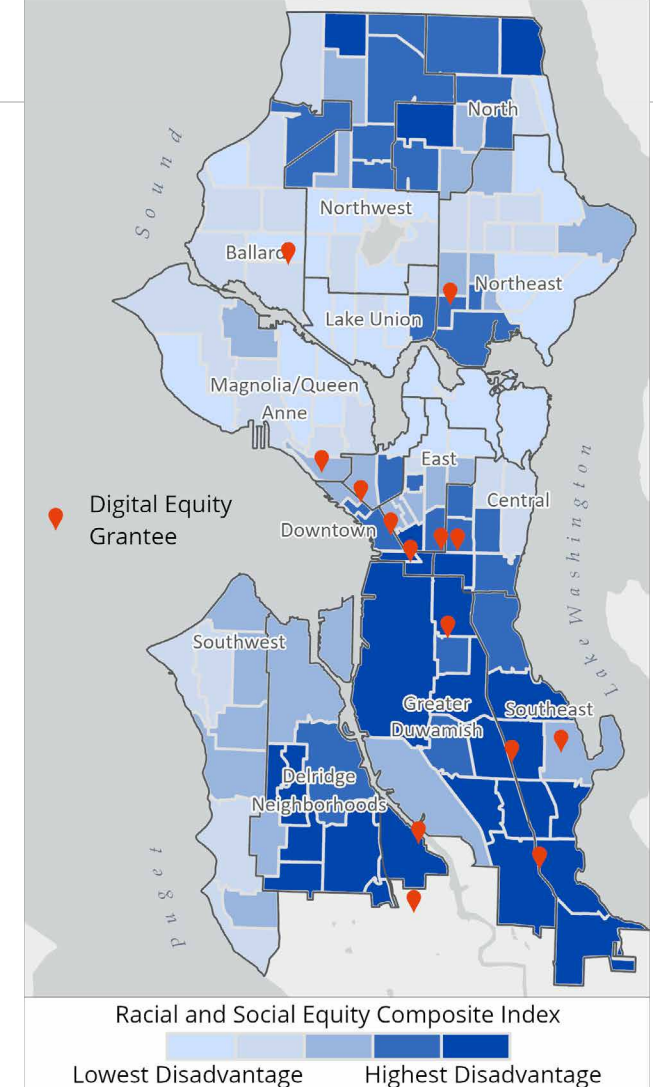 North
Sound
Northwest
Ballard
Northeast
Lake Union
Magnolia/Queen
Anne
East
Central
Digital Equity
Grantee
Downtown
Lake Washington
Southwest
Greater
Duwamish
Southeast
Delridge
Neighborhoods
Puget
Racial and Social Equity Composite Index
Lowest Disadvantage
Highest Disadvantage